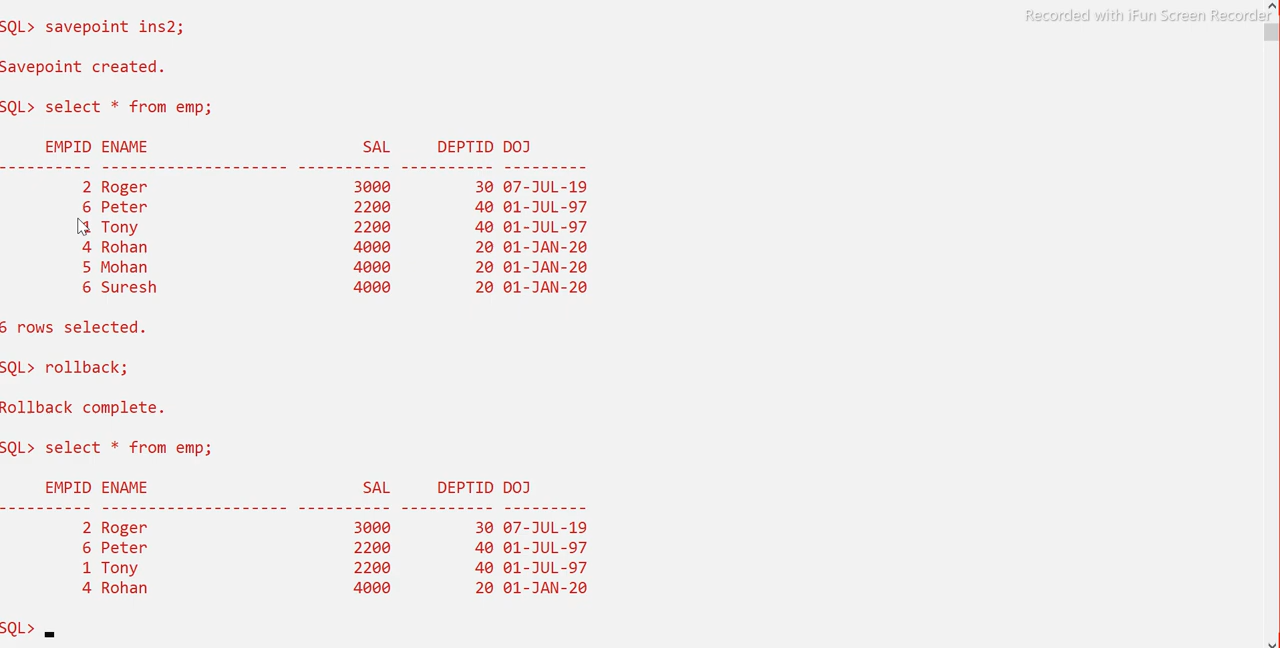 Recorded with iFun Screen Recorder
SQL> savepoint ins2;
Savepoint created.
SQL> select * from emp;
EMPID ENAME SAL DEPTID DOJ
---------- -------------------- ---------- ---------- ---------
2 Roger 3000 30 07-JUL-19
6 Peter 2200 40 01-JUL-97
1 Tony 2200 40 01-JUL-97
4 Rohan 4000 20 01-JAN-20
5 Mohan 4000 20 01-JAN-20
6 Suresh 4000 20 01-JAN-20
6 rows selected.
SQL> rollback;
Rollback complete.
SQL> select * from emp;
EMPID ENAME SAL DEPTID DOJ
---------- -------------------- ---------- ---------- ---------
2 Roger 3000 30 07-JUL-19
6 Peter 2200 40 01-JUL-97
1 Tony 2200 40 01-JUL-97
4 Rohan 4000 20 01-JAN-20
SQL>